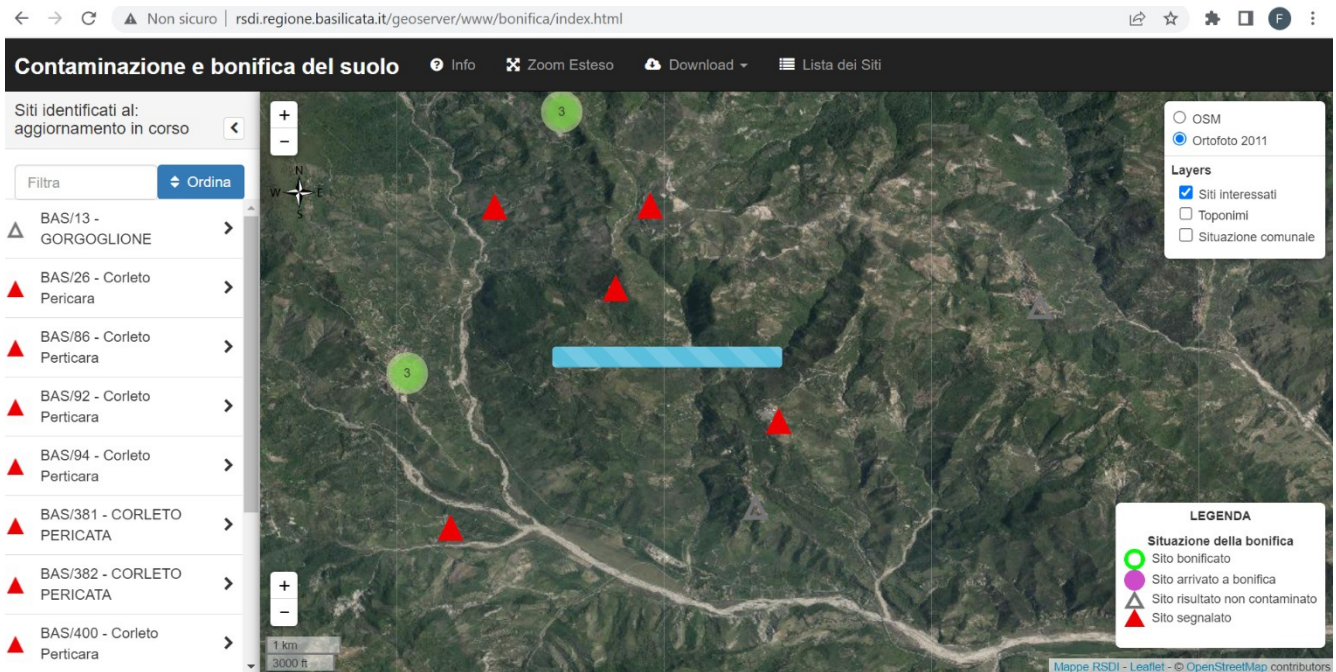 Non sicuro | rsdi.regione.basilicata.it/geoserver/www/bonifica/index.html
F
Contaminazione e bonifica del suolo
Info
Zoom Esteso
Download
Lista dei Siti
Siti identificati al:
aggiornamento in corso
Filtra
Ordina
BAS/13 -
GORGOGLIONE
BAS/26 - Corleto
Pericara
BAS/86 - Corleto
Perticara
BAS/92 - Corleto
Perticara
BAS/94 - Corleto
Perticara
BAS/381 - CORLETO
PERICATA
BAS/382 - CORLETO
PERICATA
BAS/400 - Corleto
Perticara
+
−
N
W E
S
3
3
+
−
1 km
3000 ft
OSM
Ortofoto 2011
Layers
Siti interessati
Toponimi
Situazione comunale
LEGENDA
Situazione della bonifica
Sito bonificato
Sito arrivato a bonifica
Sito risultato non contaminato
Sito segnalato
Mappe RSDI - Leaflet - © OpenStreetMap contributors